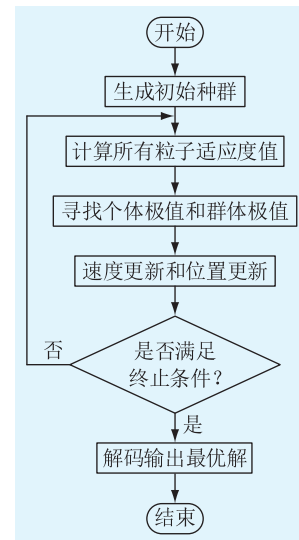 开始
生成初始种群
计算所有粒子适应度值
寻找个体极值和群体极值
速度更新和位置更新
是否满足
终止条件？
否
是
解码输出最优解
结束